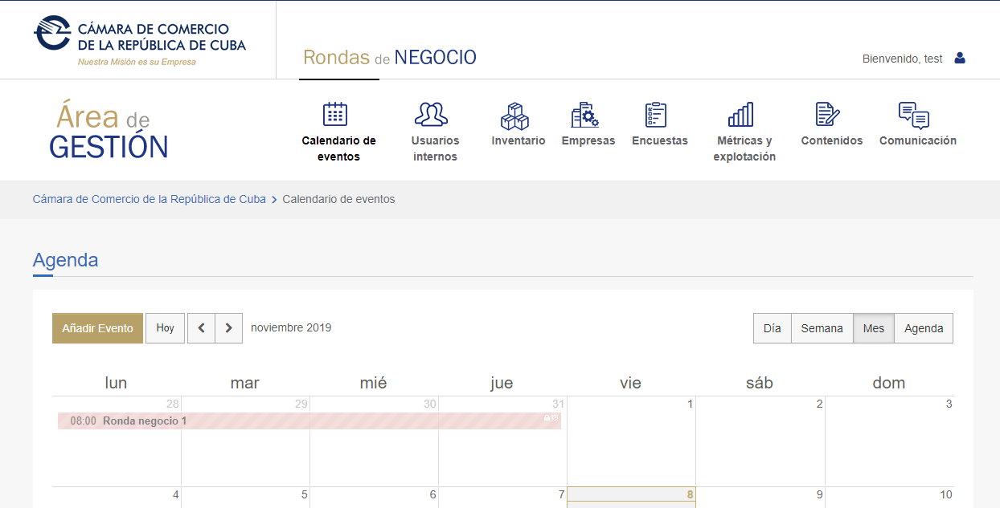 CÁMARA DE COMERCIO
DE LA REPÚBLICA DE CUBA
Nuestra Misión es su Empresa
Rondas de NEGOCIO
Bienvenido, test
Área de
GESTIÓN
Calendario de
eventos
Usuarios
internos
Inventario
Empresas
Encuestas
Métricas y
explotación
Contenidos
Comunicación
Cámara de Comercio de la República de Cuba > Calendario de eventos
Agenda
Añadir Evento Hoy noviembre 2019 Día Semana Mes Agenda
lun mar mié jue vie sáb dom
28 29 30 31 1 2 3
08:00 Ronda negocio 1
4 5 6 7 8 9 10